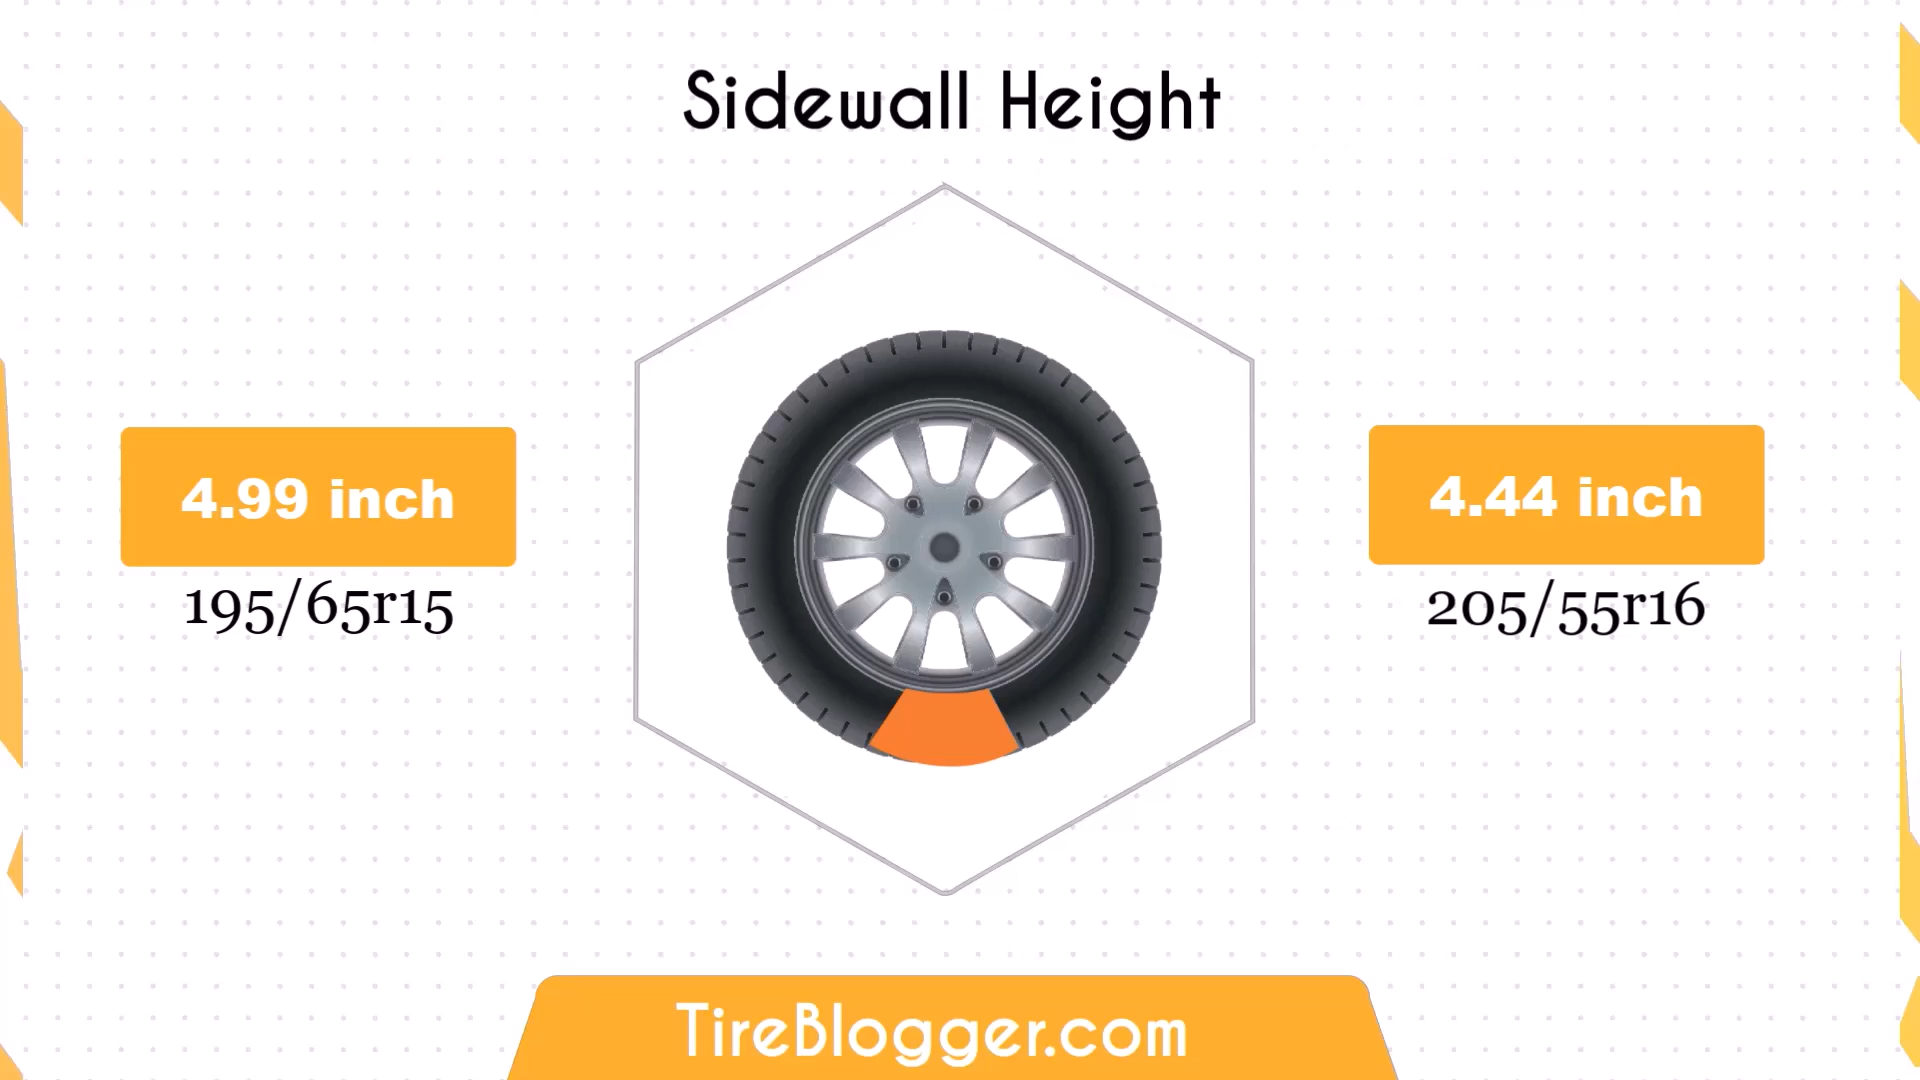 Sidewall Height
4.99 inch
195/65r15
4.44 inch
205/55r16
TireBlogger.com